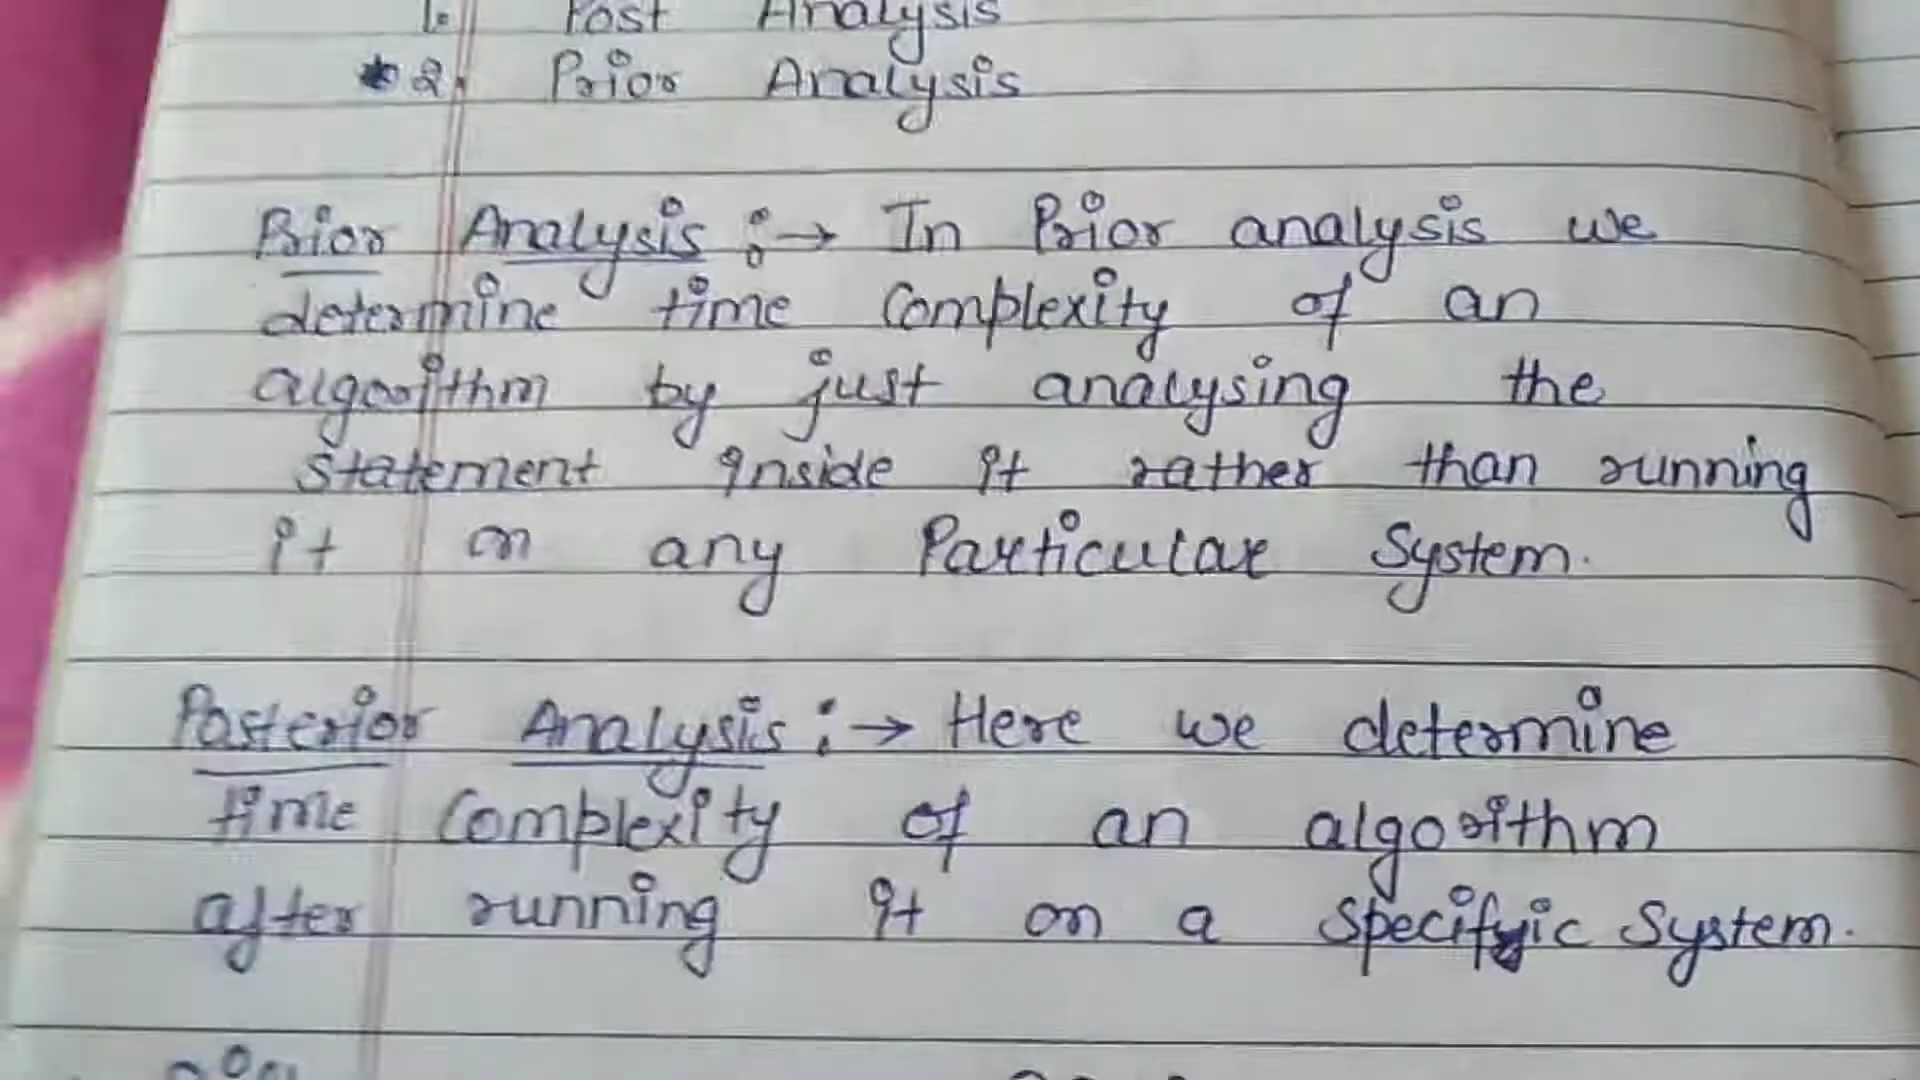 1. Post Analysis
2. Prior Analysis
Prior Analysis :→ In Prior analysis we
determine time Complexity of an
algorithm by just analysing the
statement inside it rather than running
it on any Particular System.
Posterior Analysis :→ Here we determine
time Complexity of an algorithm
after running it on a specific System.